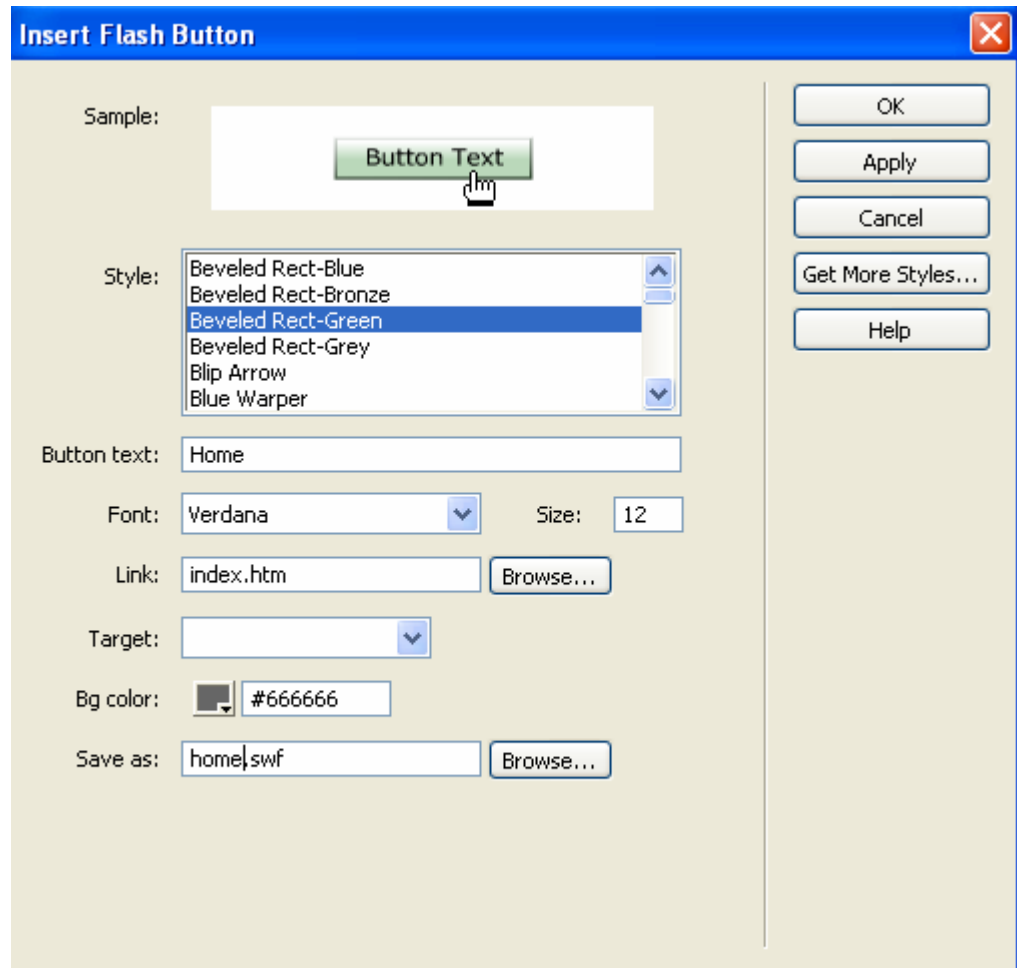 Insert Flash Button
Sample:
Button Text
OK
Apply
Cancel
Get More Styles...
Help
Style:
Beveled Rect-Blue
Beveled Rect-Bronze
Beveled Rect-Green
Beveled Rect-Grey
Blip Arrow
Blue Warper
Button text: Home
Font: Verdana Size: 12
Link: index.htm Browse...
Target:
Bg color: #666666
Save as: home.swf Browse...